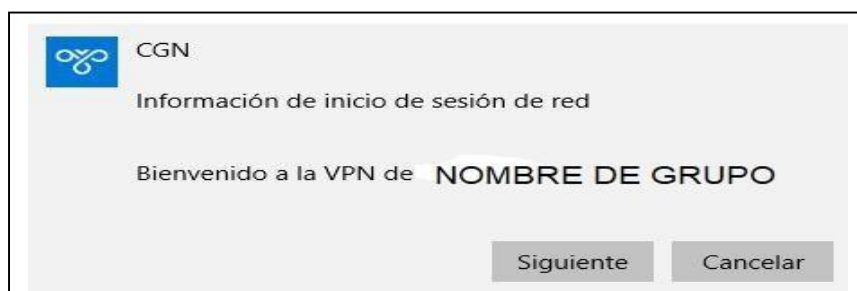 CGN
Información de inicio de sesión de red
Bienvenido a la VPN de NOMBRE DE GRUPO
Siguiente Cancelar